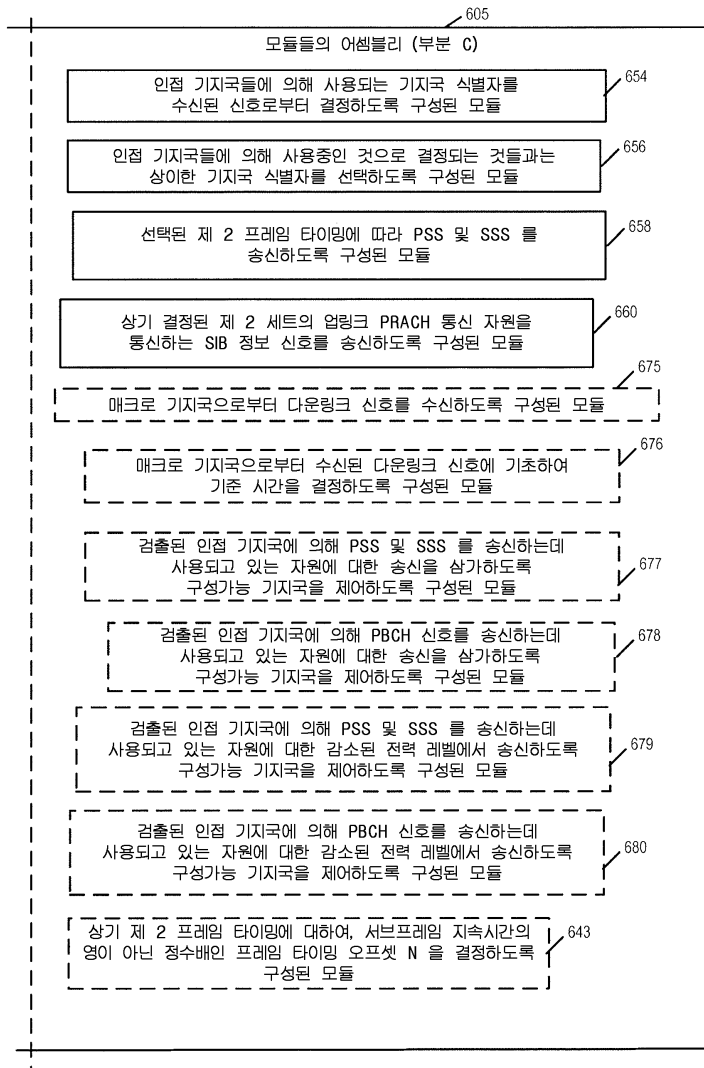 605
모듈들의 어셈블리 (부분 C)
인접 기지국들에 의해 사용되는 기지국 식별자를
수신된 신호로부터 결정하도록 구성된 모듈
654
인접 기지국들에 의해 사용중인 것으로 결정되는 것들과는
상이한 기지국 식별자를 선택하도록 구성된 모듈
656
선택된 제 2 프레임 타이밍에 따라 PSS 및 SSS 를
송신하도록 구성된 모듈
658
상기 결정된 제 2 세트의 업링크 PRACH 통신 자원을
통신하는 SIB 정보 신호를 송신하도록 구성된 모듈
660
675
매크로 기지국으로부터 다운링크 신호를 수신하도록 구성된 모듈
매크로 기지국으로부터 수신된 다운링크 신호에 기초하여
기준 시간을 결정하도록 구성된 모듈
676
검출된 인접 기지국에 의해 PSS 및 SSS 를 송신하는데
사용되고 있는 자원에 대한 송신을 삼가하도록
구성가능 기지국을 제어하도록 구성된 모듈
677
검출된 인접 기지국에 의해 PBCH 신호를 송신하는데
사용되고 있는 자원에 대한 송신을 삼가하도록
구성가능 기지국을 제어하도록 구성된 모듈
678
검출된 인접 기지국에 의해 PSS 및 SSS 를 송신하는데
사용되고 있는 자원에 대한 감소된 전력 레벨에서 송신하도록
구성가능 기지국을 제어하도록 구성된 모듈
679
검출된 인접 기지국에 의해 PBCH 신호를 송신하는데
사용되고 있는 자원에 대한 감소된 전력 레벨에서 송신하도록
구성가능 기지국을 제어하도록 구성된 모듈
680
상기 제 2 프레임 타이밍에 대하여, 서브프레임 지속시간의
영이 아닌 정수배인 프레임 타이밍 오프셋 N 을 결정하도록
구성된 모듈
643